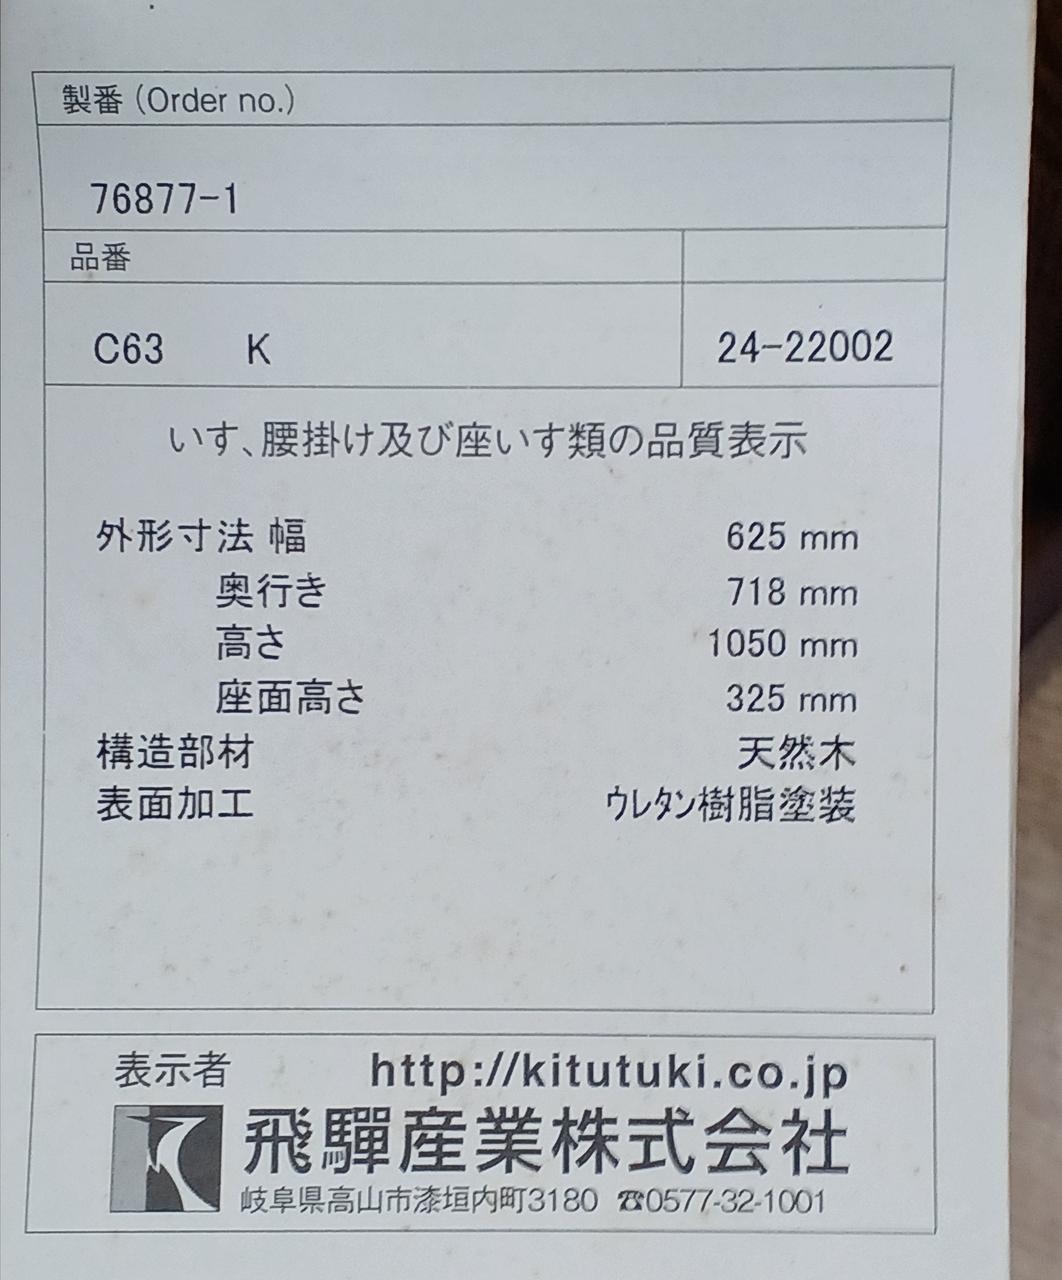 製番（Order no.）
76877-1
品番
C63 K 24-22002
いす、腰掛け及び座いす類の品質表示
外形寸法 幅 625 mm
奥行き 718 mm
高さ 1050 mm
座面高さ 325 mm
構造部材 天然木
表面加工 ウレタン樹脂塗装
表示者 http://kitutuki.co.jp
飛驒産業株式会社
岐阜県高山市漆垣内町3180 ☎0577-32-1001